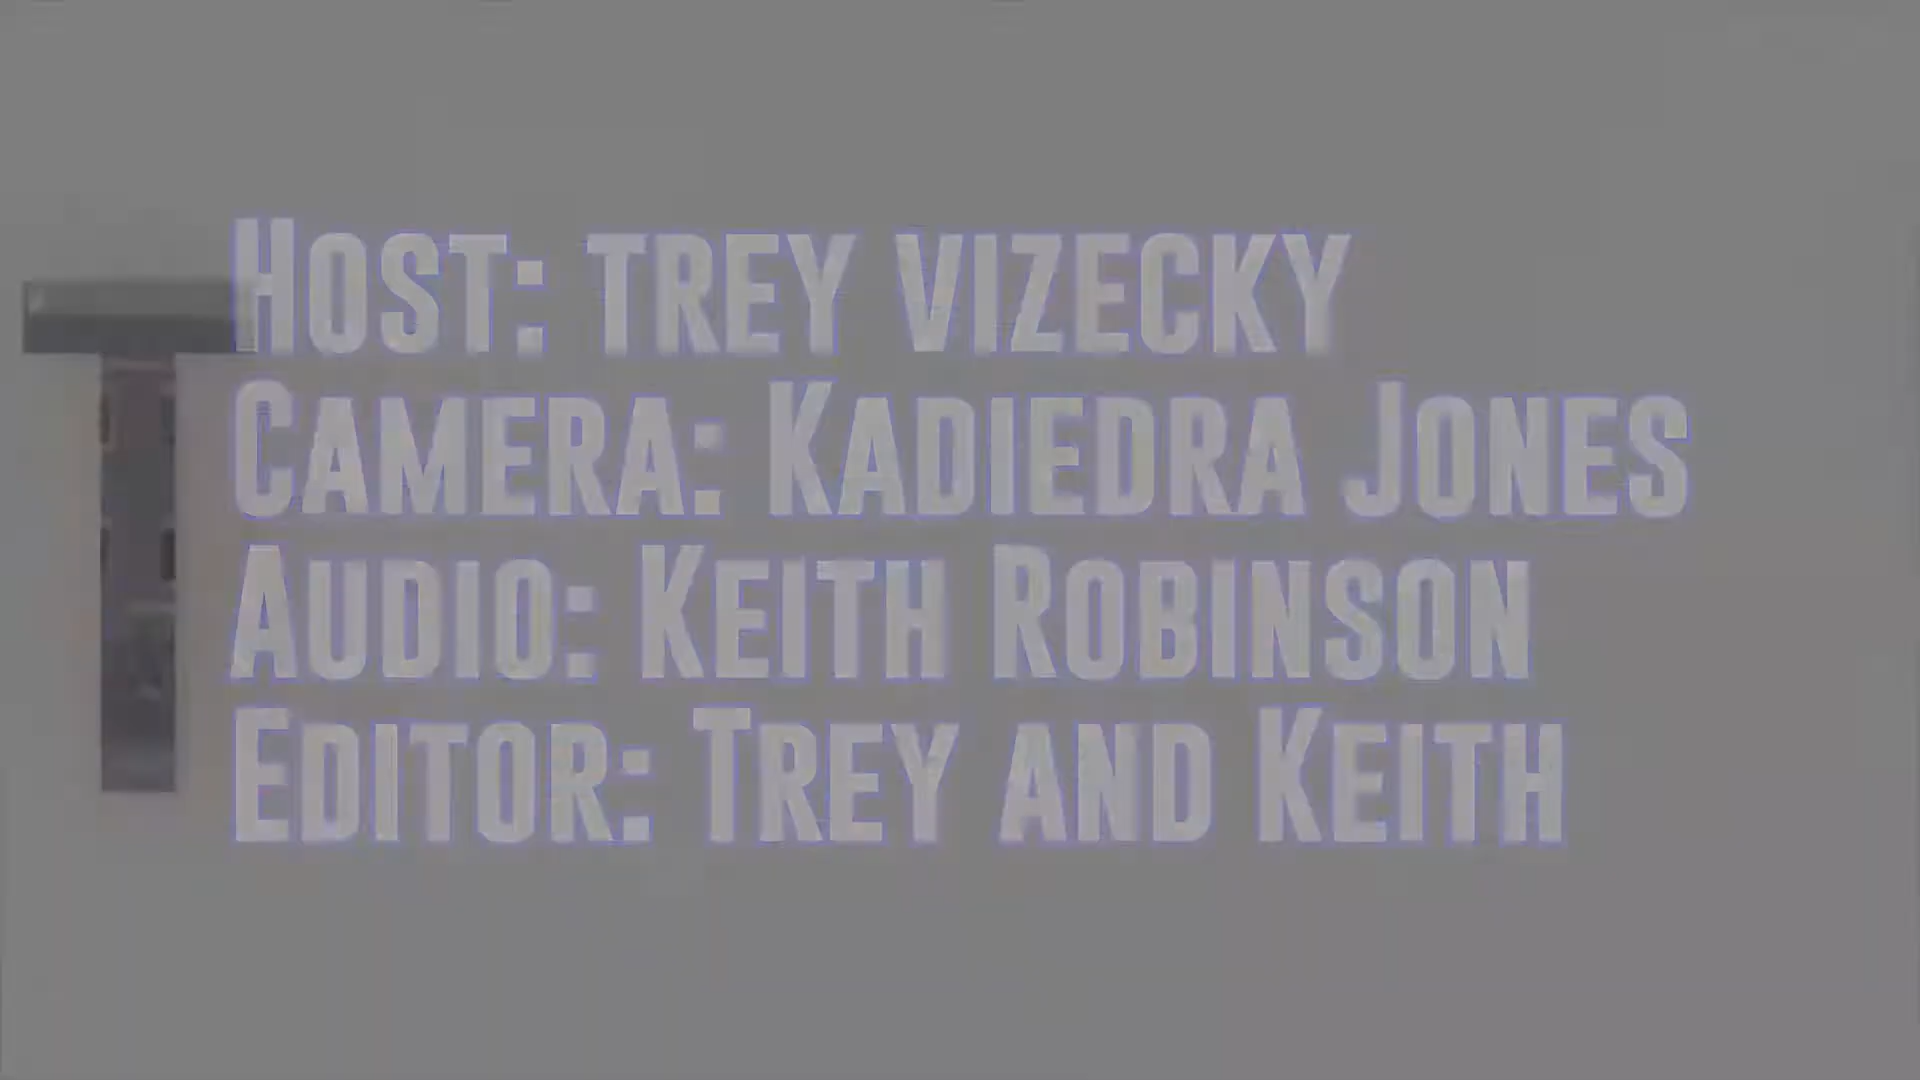 Host: trey vizecky
Camera: Kadiedra Jones
Audio: Keith Robinson
Editor: Trey and Keith